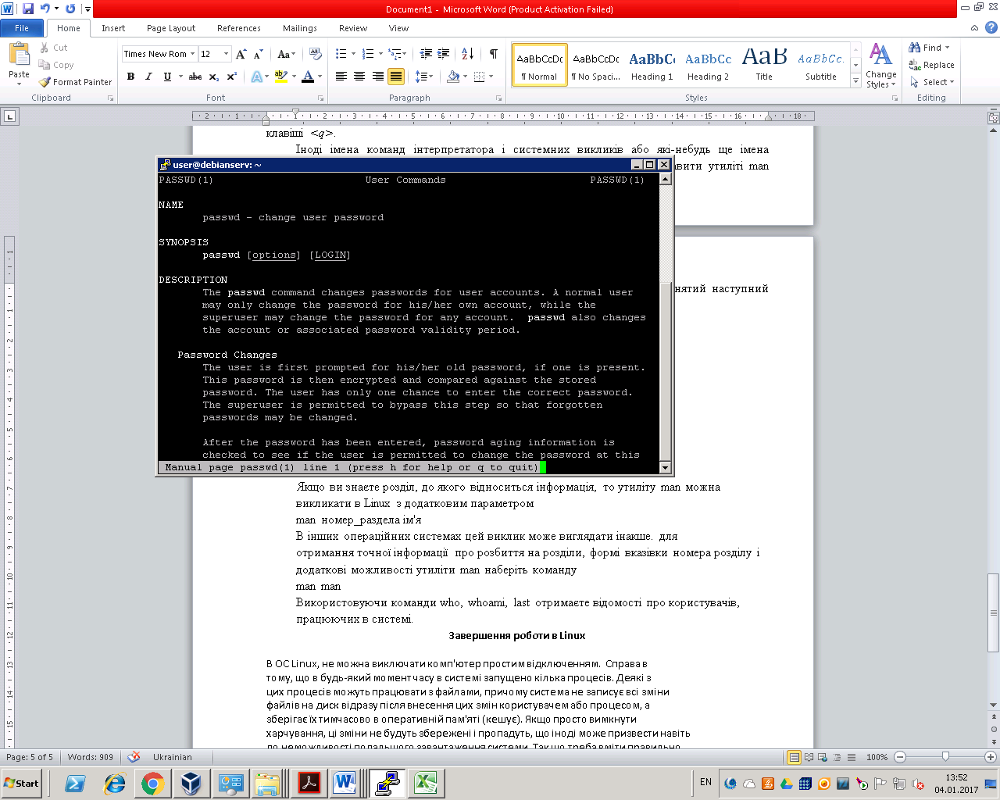 Document1 - Microsoft Word (Product Activation Failed)
File Home Insert Page Layout References Mailings Review View
Paste Cut Copy Format Painter Clipboard
Times New Rom 12 Font
Paragraph
AaBbCcDc ¶ Normal AaBbCcDc ¶ No Spaci... AaBbCc Heading 1 AaBbCc Heading 2 AaB Title AaBbCc. Subtitle
Change Styles Styles
Find Replace Select Editing
клавіші <q>.
Іноді імена команд інтерпретатора і системних викликів або які-небудь ще імена
авити утиліті man
user@debianserv: ~
PASSWD(1) User Commands PASSWD(1)
NAME
passwd - change user password
SYNOPSIS
passwd [options] [LOGIN]
DESCRIPTION
The passwd command changes passwords for user accounts. A normal user
may only change the password for his/her own account, while the
superuser may change the password for any account. passwd also changes
the account or associated password validity period.
Password Changes
The user is first prompted for his/her old password, if one is present.
This password is then encrypted and compared against the stored
password. The user has only one chance to enter the correct password.
The superuser is permitted to bypass this step so that forgotten
passwords may be changed.
After the password has been entered, password aging information is
checked to see if the user is permitted to change the password at this
Manual page passwd(1) line 1 (press h for help or q to quit)
нятий наступний
Якщо ви знаєте розділ, до якого відноситься інформація, то утиліту man можна
викликати в Linux з додатковим параметром
man номер_раздела ім'я
В інших операційних системах цей виклик може виглядати інакше. для
отримання точної інформації про розбиття на розділи, формі вказівки номера розділу і
додаткові можливості утиліти man наберіть команду
man man
Використовуючи команди who, whoami, last отримаєте відомості про користувачів,
працюючих в системі.
Завершення роботи в Linux
В ОС Linux, не можна виключати комп'ютер простим відключенням. Справа в
тому, що в будь-який момент часу в системі запущено кілька процесів. Деякі з
цих процесів можуть працювати з файлами, причому система не записує всі зміни
файлів на диск відразу після внесення цих змін користувачем або процесом, а
зберігає їх тимчасово в оперативній пам'яті (кешує). Якщо просто вимкнути
харчування, ці зміни не будуть збережені і пропадуть, що іноді може призвести навіть
до неможливості подальшого завантаження системи. Так що треба вміти правильно
Page: 5 of 5 Words: 909 Ukrainian 100%
Start EN 13:52
04.01.2017